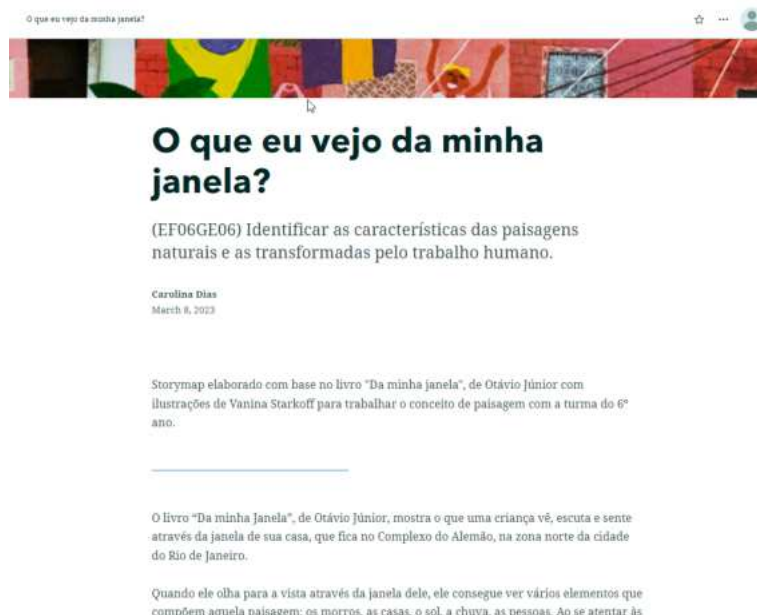 O que eu vejo da minha janela?
O que eu vejo da minha
janela?
(EF06GE06) Identificar as características das paisagens
naturais e as transformadas pelo trabalho humano.
Carolina Dias
March 8, 2023
Storymap elaborado com base no livro "Da minha janela", de Otávio Júnior com
ilustrações de Vanina Starkoff para trabalhar o conceito de paisagem com a turma do 6º
ano.
O livro “Da minha Janela”, de Otávio Júnior, mostra o que uma criança vê, escuta e sente
através da janela de sua casa, que fica no Complexo do Alemão, na zona norte da cidade
do Rio de Janeiro.
Quando ele olha para a vista através da janela dele, ele consegue ver vários elementos que
compõem aquela paisagem: os morros, as casas, o sol, a chuva, as pessoas. Ao se atentar às